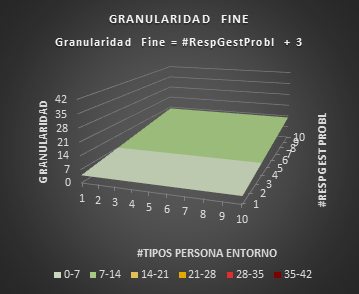 GRANULARIDAD FINE
Granularidad Fine = #RespGestProbl + 3
GRANULARIDAD
42
35
28
21
14
7
0
1 2 3 4 5 6 7 8 9 10
1 2 3 4 5 6 7 8 9 10
#RESPGEST PROBL
#TIPOS PERSONA ENTORNO
0-7 7-14 14-21 21-28 28-35 35-42